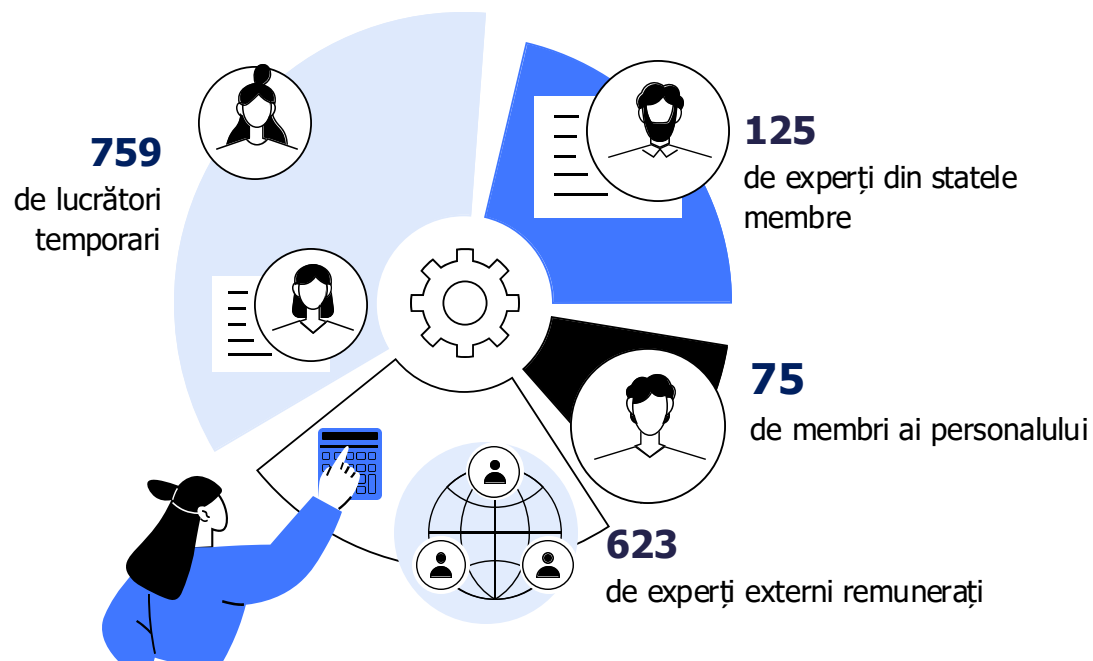 759
de lucrători
temporari
125
de experți din statele
membre
75
de membri ai personalului
623
de experți externi remunerați